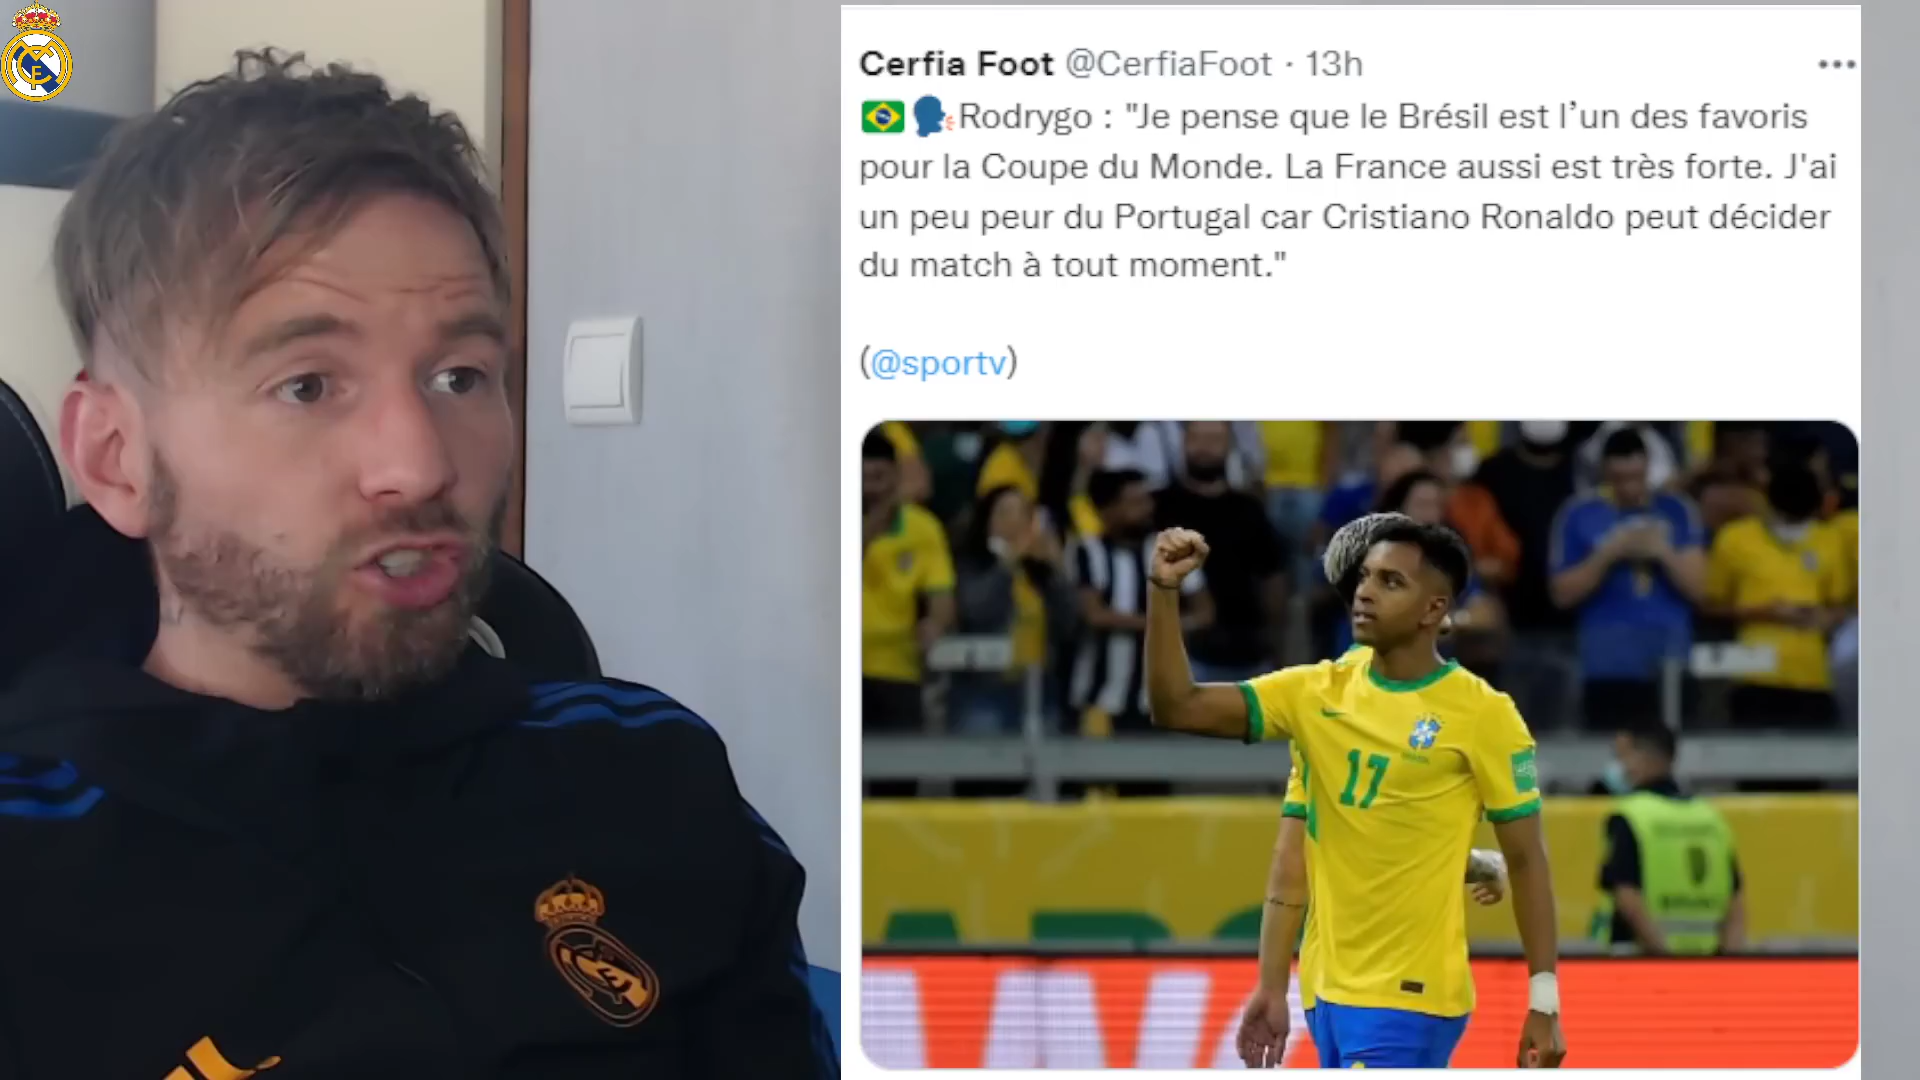 Cerfia Foot @CerfiaFoot · 13h
Rodrygo : "Je pense que le Brésil est l’un des favoris
pour la Coupe du Monde. La France aussi est très forte. J'ai
un peu peur du Portugal car Cristiano Ronaldo peut décider
du match à tout moment."
(@sportv)
17